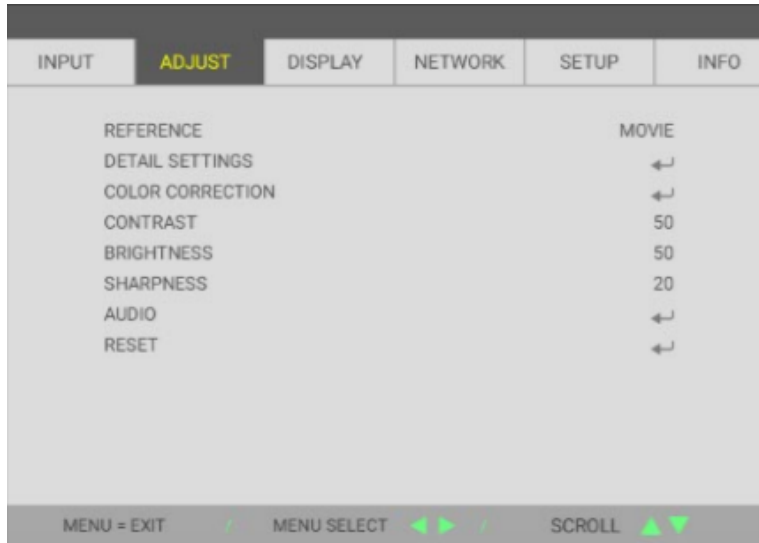 INPUT ADJUST DISPLAY NETWORK SETUP INFO
REFERENCE MOVIE
DETAIL SETTINGS
COLOR CORRECTION
CONTRAST 50
BRIGHTNESS 50
SHARPNESS 20
AUDIO
RESET
MENU = EXIT / MENU SELECT ◀ ▶ / SCROLL ▲ ▼